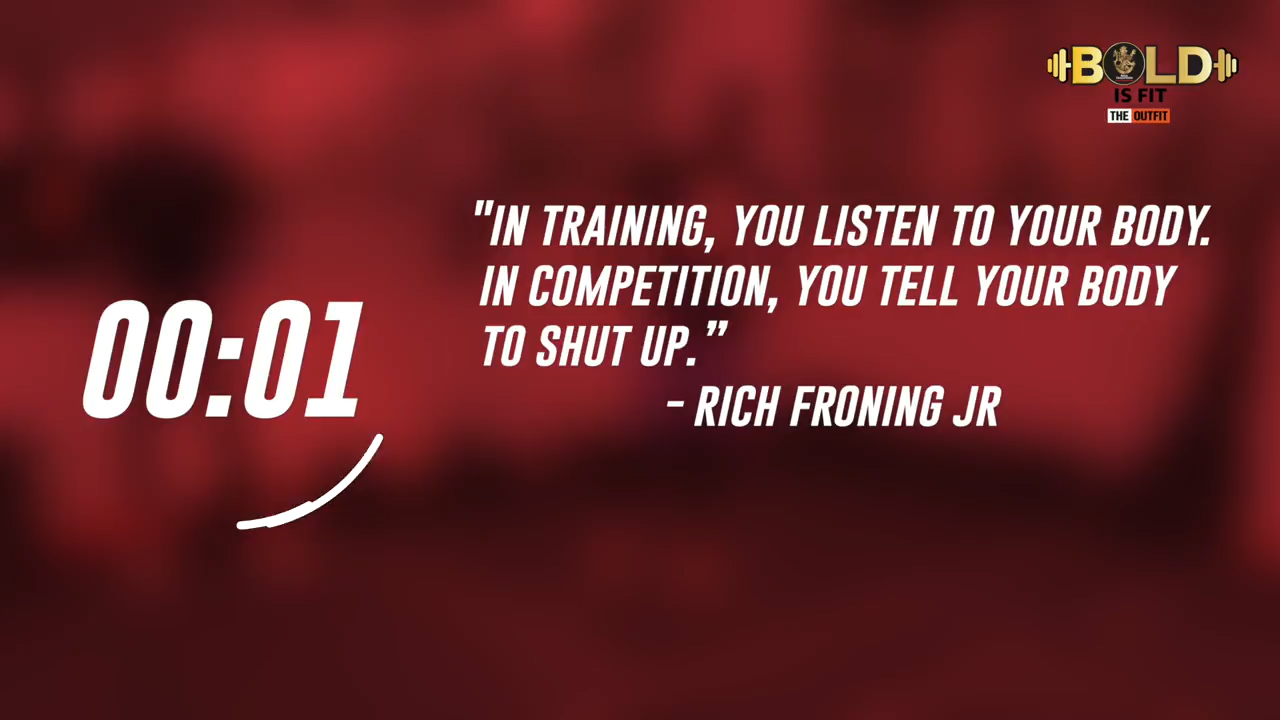 BOLD
IS FIT
THE OUTFIT
"IN TRAINING, YOU LISTEN TO YOUR BODY.
IN COMPETITION, YOU TELL YOUR BODY
TO SHUT UP.”
- RICH FRONING JR
00:01